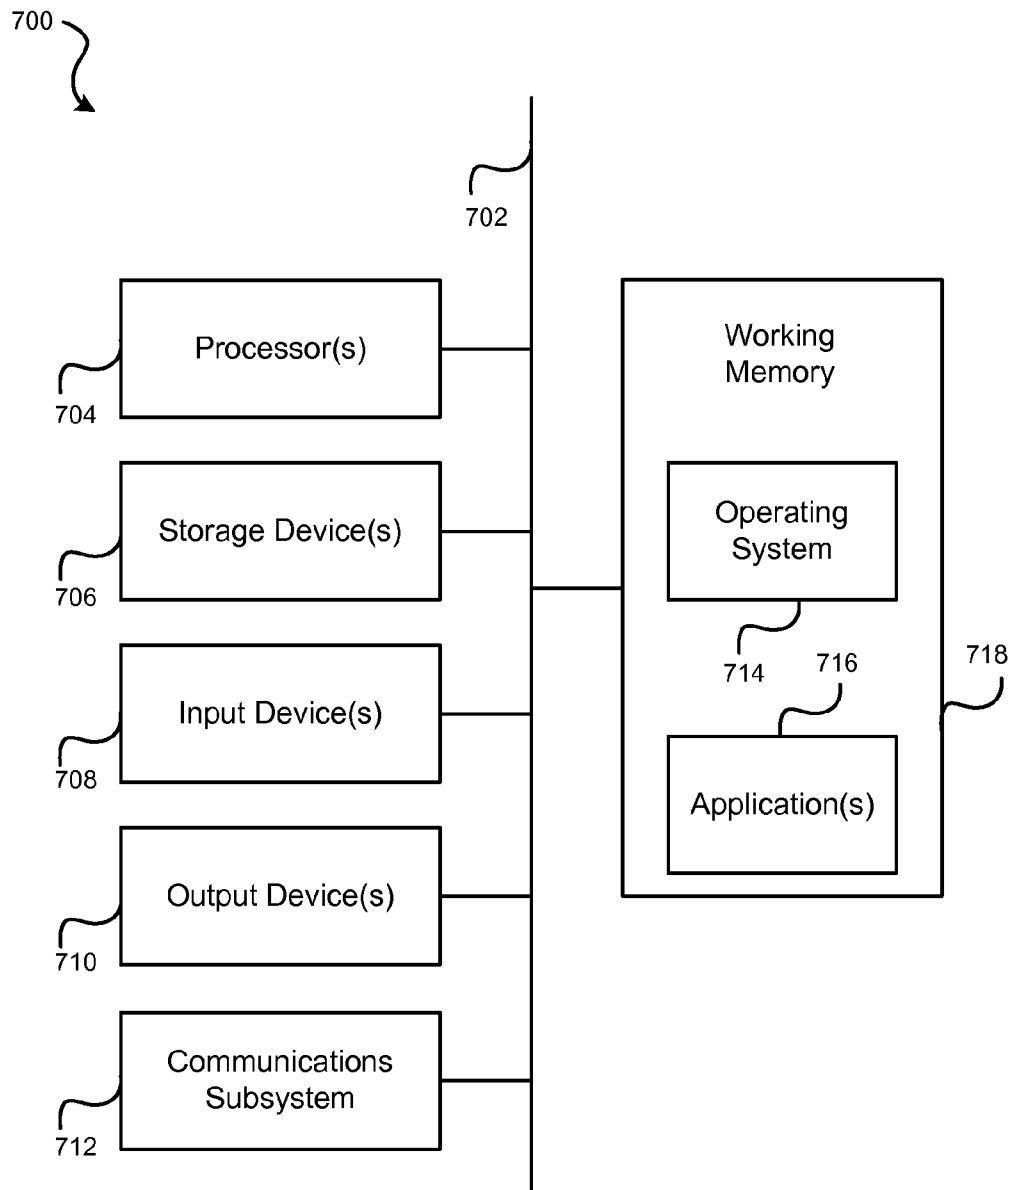 700
702
Processor(s)
704
Storage Device(s)
706
Input Device(s)
708
Output Device(s)
710
Communications
Subsystem
712
Working
Memory
Operating
System
714
716
718
Application(s)